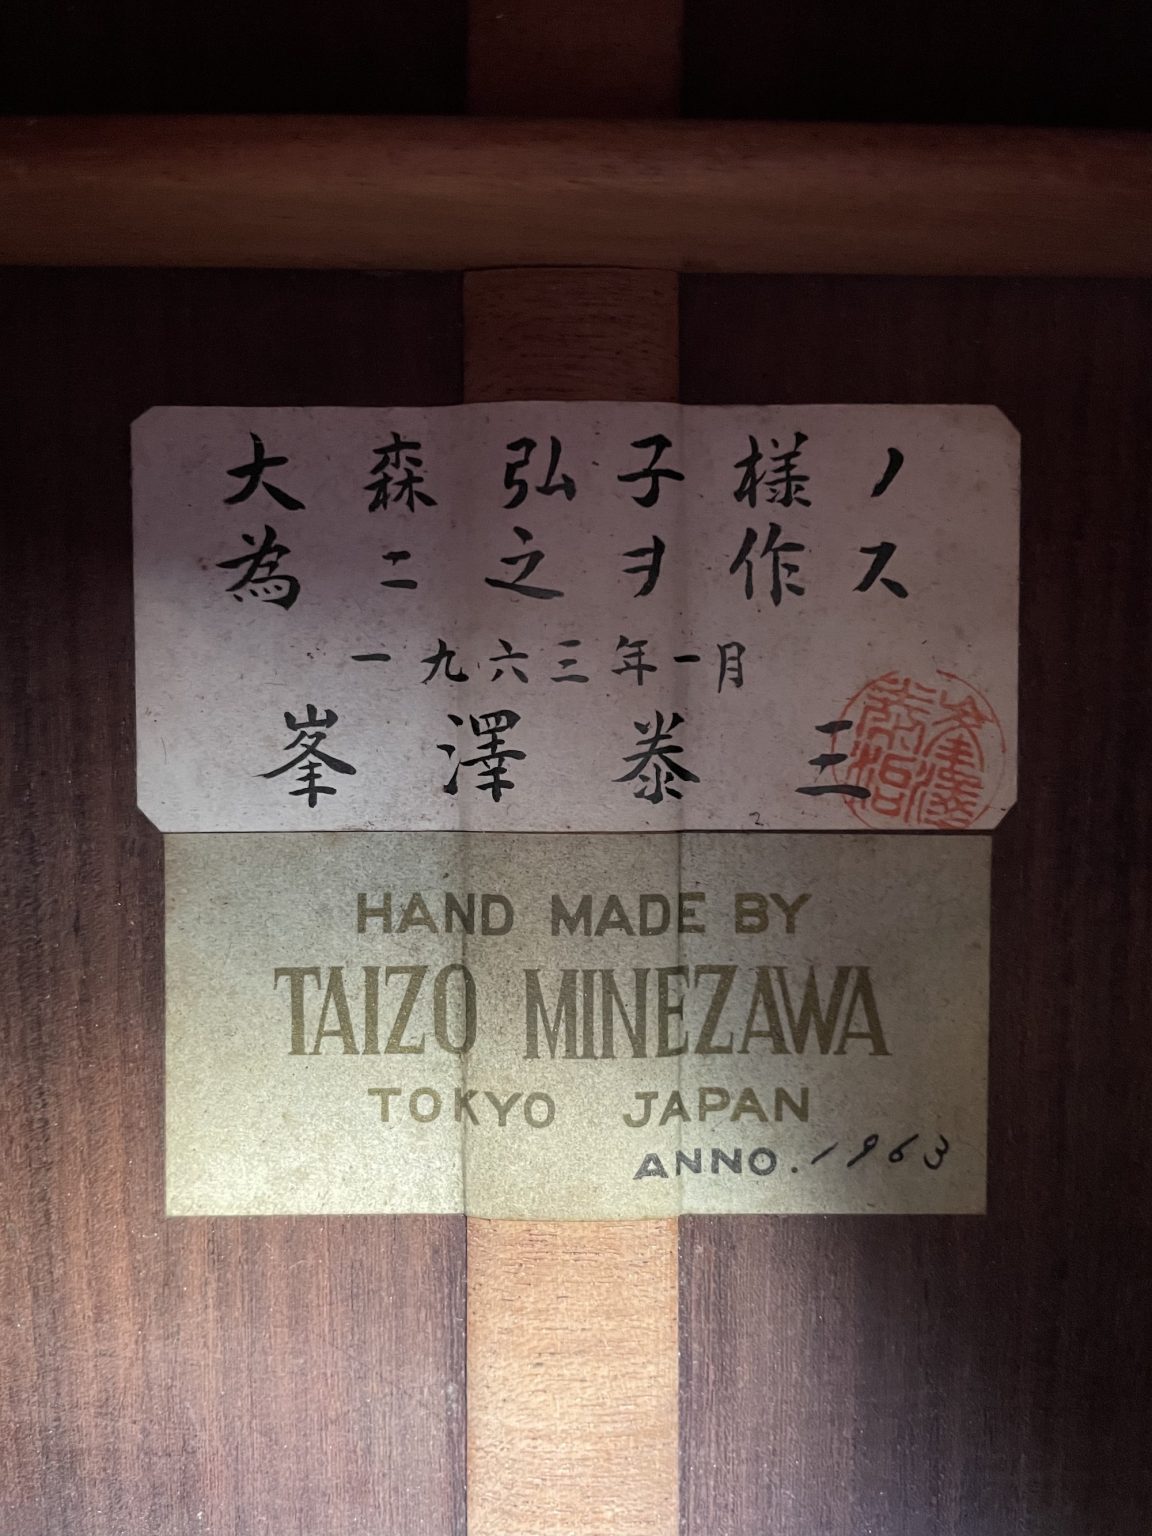 大森弘子様ノ
為ニ之ヲ作ス
一九六三年一月
峯澤泰三
HAND MADE BY
TAIZO MINEZAWA
TOKYO JAPAN
ANNO. 1963